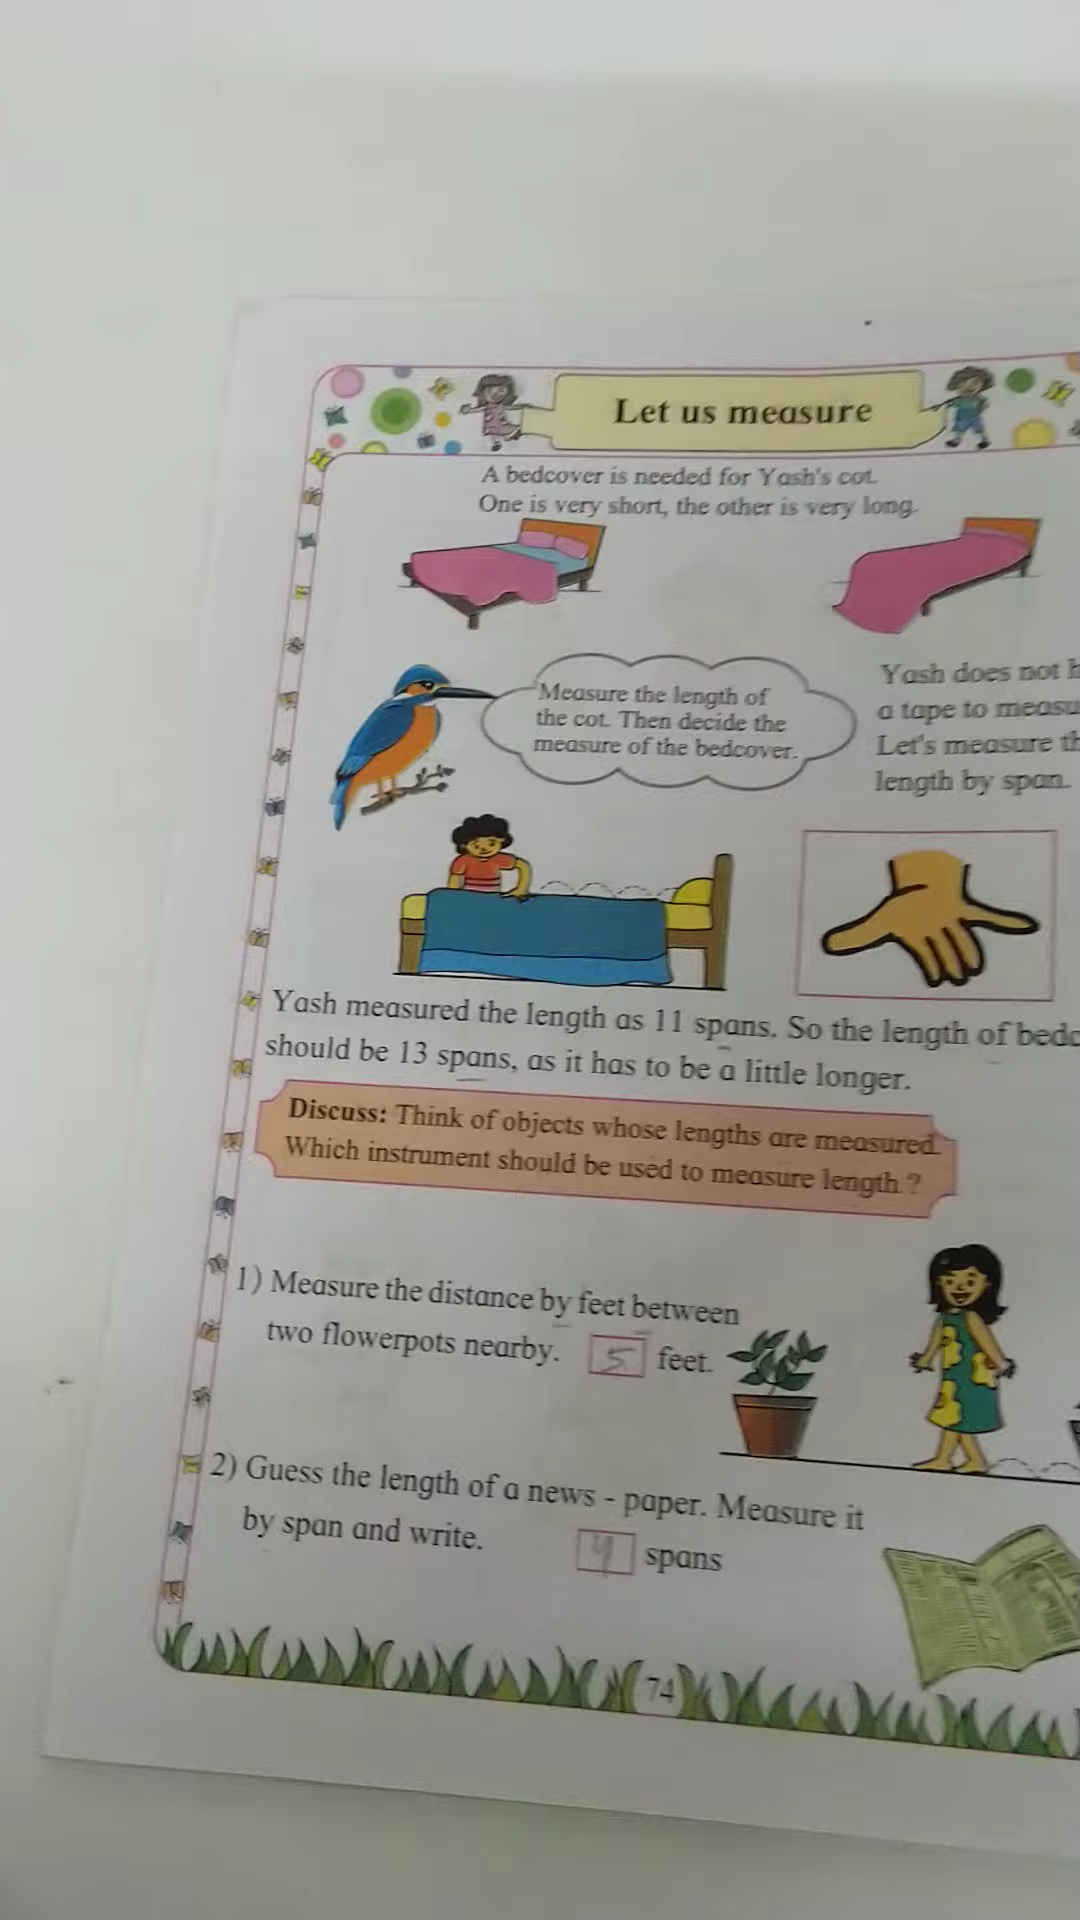 Let us measure
A bedcover is needed for Yash's cot.
One is very short, the other is very long.
Measure the length of
the cot. Then decide the
measure of the bedcover.
Yash does not
a tape to
Let's measure
length by span.
Yash measured the length as 11 spans. So the length of
should be 13 spans, as it has to be a little longer.
Discuss: Think of objects whose lengths are measured.
Which instrument should be used to measure length ?
1) Measure the distance by feet between
two flowerpots nearby. 5 feet.
2) Guess the length of a news - paper. Measure it
by span and write. 4 spans
74